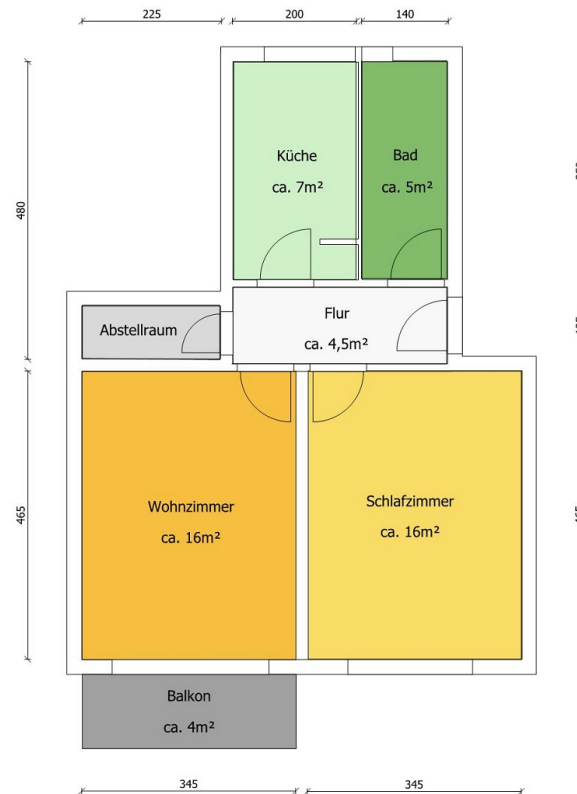 225
200
140
480
Küche
ca. 7m²
Bad
ca. 5m²
Abstellraum
Flur
ca. 4,5m²
465
Wohnzimmer
ca. 16m²
Schlafzimmer
ca. 16m²
Balkon
ca. 4m²
345
345